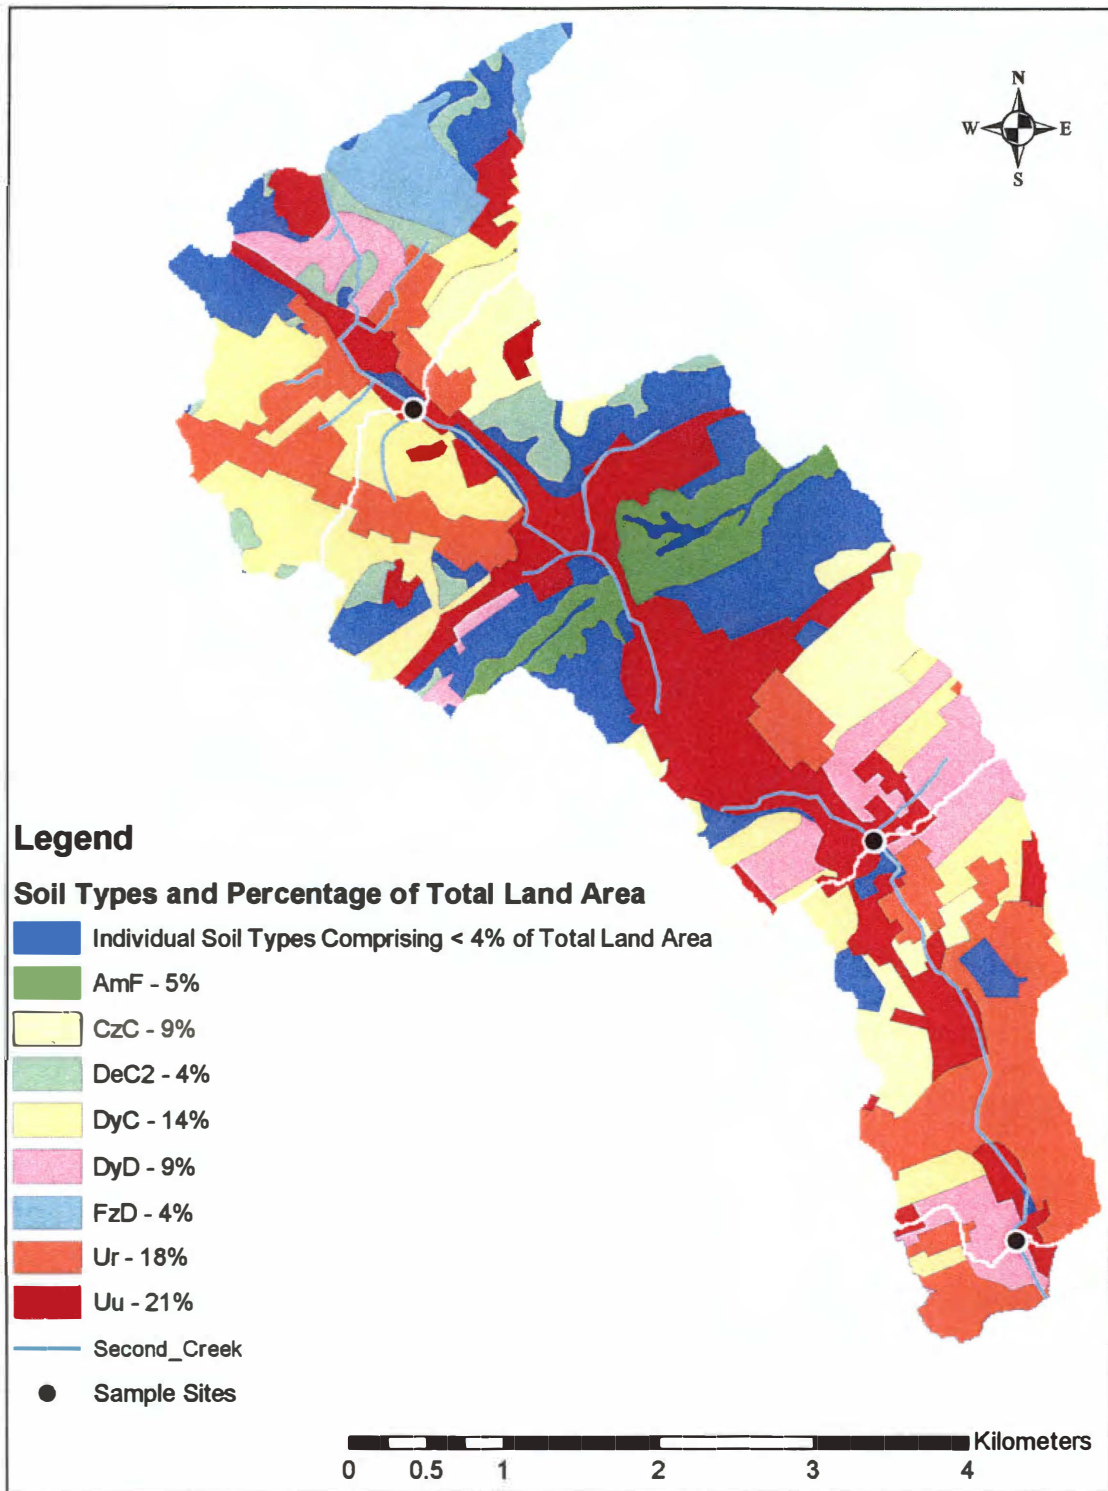 N
W E
S
Legend
Soil Types and Percentage of Total Land Area
Individual Soil Types Comprising < 4% of Total Land Area
AmF - 5%
CzC - 9%
DeC2 - 4%
DyC - 14%
DyD - 9%
FzD - 4%
Ur - 18%
Uu - 21%
Second_Creek
Sample Sites
Kilometers
0 0.5 1 2 3 4